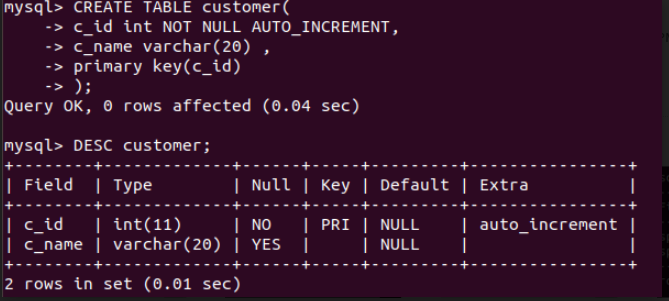 mysql> CREATE TABLE customer(
    -> c_id int NOT NULL AUTO_INCREMENT,
    -> c_name varchar(20) ,
    -> primary key(c_id)
    -> );
Query OK, 0 rows affected (0.04 sec)

mysql> DESC customer;
+--------+-------------+------+-----+---------+----------------+
| Field  | Type        | Null | Key | Default | Extra          |
+--------+-------------+------+-----+---------+----------------+
| c_id   | int(11)     | NO   | PRI | NULL    | auto_increment |
| c_name | varchar(20) | YES  |     | NULL    |                |
+--------+-------------+------+-----+---------+----------------+
2 rows in set (0.01 sec)